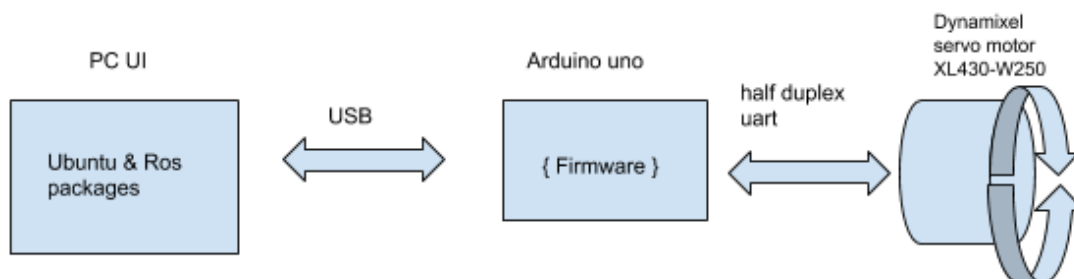 PC UI
Ubuntu & Ros
packages
USB
Arduino uno
{ Firmware }
half duplex
uart
Dynamixel
servo motor
XL430-W250